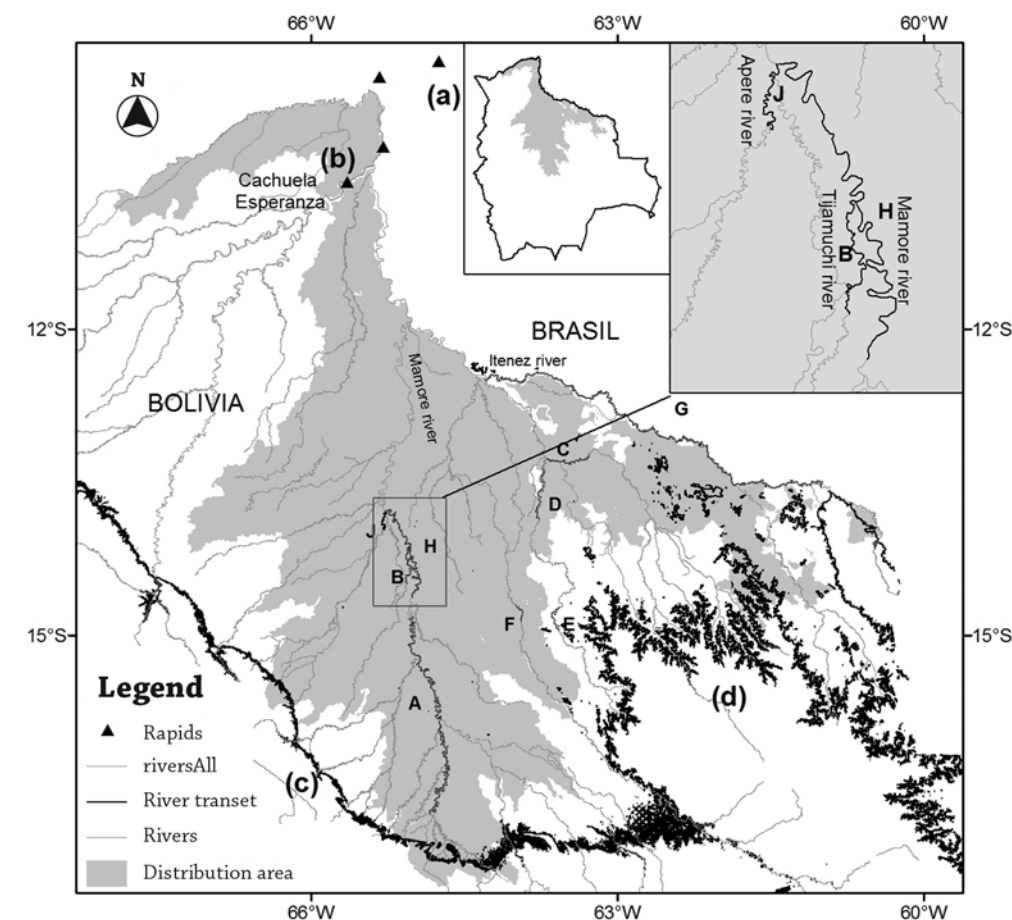 66°W
63°W
60°W
N
(a)
(b)
Cachuela
Esperanza
Apere river
J
Tijamuchi river
H
Mamore river
B
12°S
12°S
BRASIL
Itenez river
Mamore river
BOLIVIA
G
C
D
J
H
B
F
E
15°S
15°S
A
(d)
(c)
Legend
Rapids
riversAll
River transet
Rivers
Distribution area
66°W
63°W
60°W